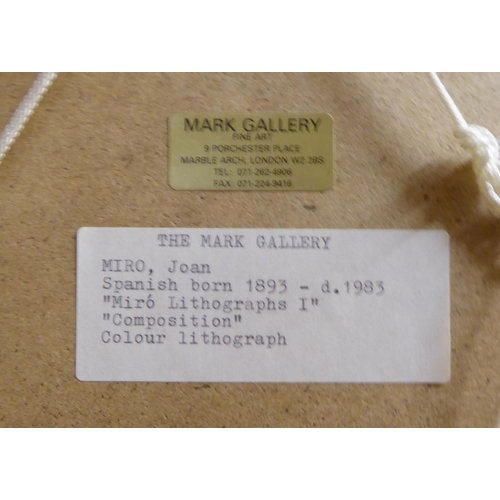 MARK GALLERY
FINE ART
9 PORCHESTER PLACE
MARBLE ARCH, LONDON W2 2BS
TEL: 071-262-4906
FAX: 071-224-9416
THE MARK GALLERY
MIRO, Joan
Spanish born 1893 - d.1983
"Miró Lithographs I"
"Composition"
Colour lithograph